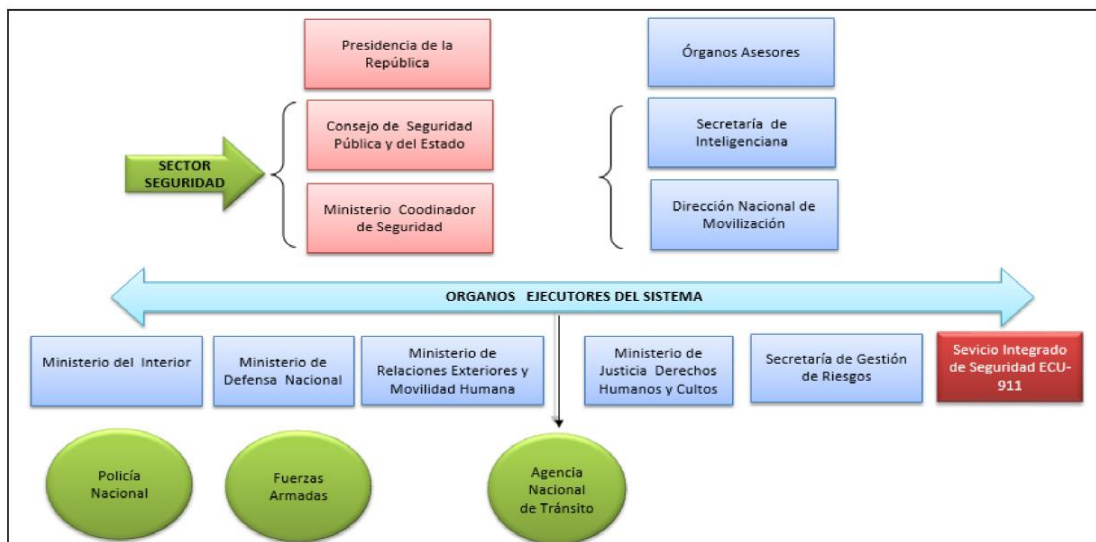 Presidencia de la
República
Órganos Asesores
SECTOR
SEGURIDAD
Consejo de Seguridad
Pública y del Estado
Ministerio Coodinador
de Seguridad
Secretaría de
Inteligenciana
Dirección Nacional de
Movilización
ORGANOS EJECUTORES DEL SISTEMA
Ministerio del Interior
Ministerio de
Defensa Nacional
Ministerio de
Relaciones Exteriores y
Movilidad Humana
Ministerio de
Justicia Derechos
Humanos y Cultos
Secretaría de Gestión
de Riesgos
Sevicio Integrado
de Seguridad ECU-
911
Policía
Nacional
Fuerzas
Armadas
Agencia
Nacional
de Tránsito